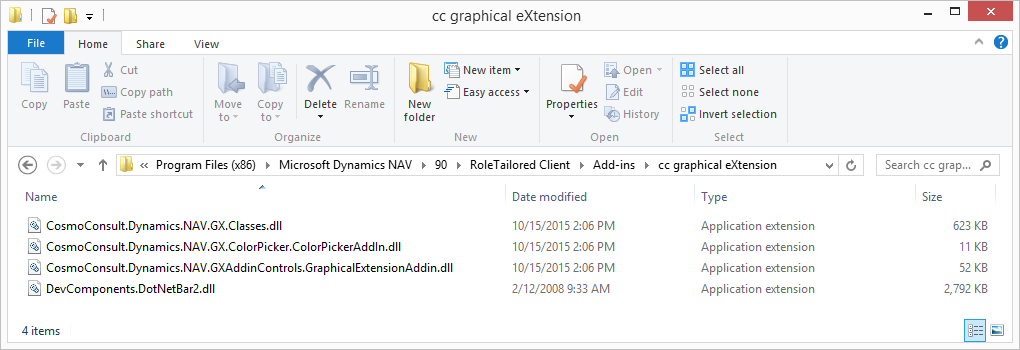 cc graphical eXtension
File Home Share View
Copy Paste Cut Copy path Paste shortcut Move to Copy to Delete Rename New folder New item Easy access Properties Open Edit History Select all Select none Invert selection
Clipboard Organize New Open Select
« Program Files (x86) Microsoft Dynamics NAV 90 RoleTailored Client Add-ins cc graphical eXtension Search cc grap...
Name Date modified Type Size
CosmoConsult.Dynamics.NAV.GX.Classes.dll 10/15/2015 2:06 PM Application extension 623 KB
CosmoConsult.Dynamics.NAV.GX.ColorPicker.ColorPickerAddIn.dll 10/15/2015 2:06 PM Application extension 11 KB
CosmoConsult.Dynamics.NAV.GXAddinControls.GraphicalExtensionAddin.dll 10/15/2015 2:06 PM Application extension 52 KB
DevComponents.DotNetBar2.dll 2/12/2008 9:33 AM Application extension 2,792 KB
4 items